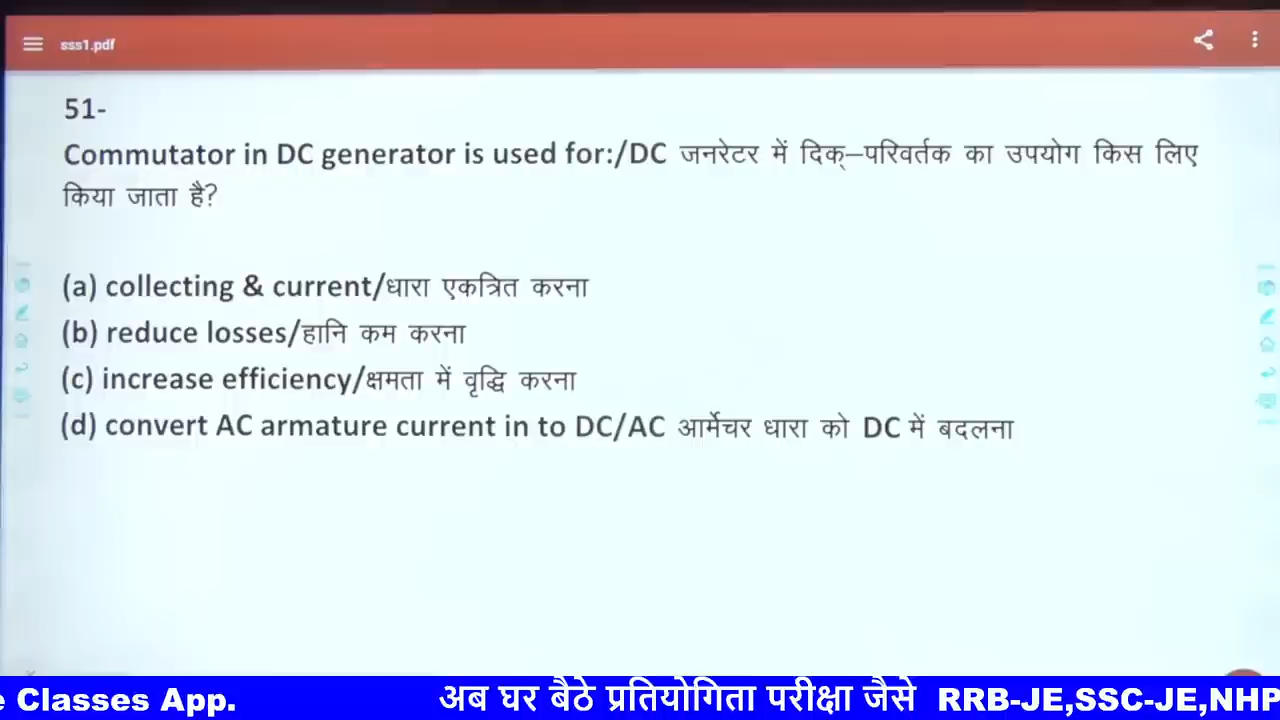 sss1.pdf
51-
Commutator in DC generator is used for:/DC जनरेटर में दिक्–परिवर्तक का उपयोग किस लिए
किया जाता है?
(a) collecting & current/धारा एकत्रित करना
(b) reduce losses/हानि कम करना
(c) increase efficiency/क्षमता में वृद्धि करना
(d) convert AC armature current in to DC/AC आर्मेचर धारा को DC में बदलना
e Classes App. अब घर बैठे प्रतियोगिता परीक्षा जैसे RRB-JE,SSC-JE,NHP